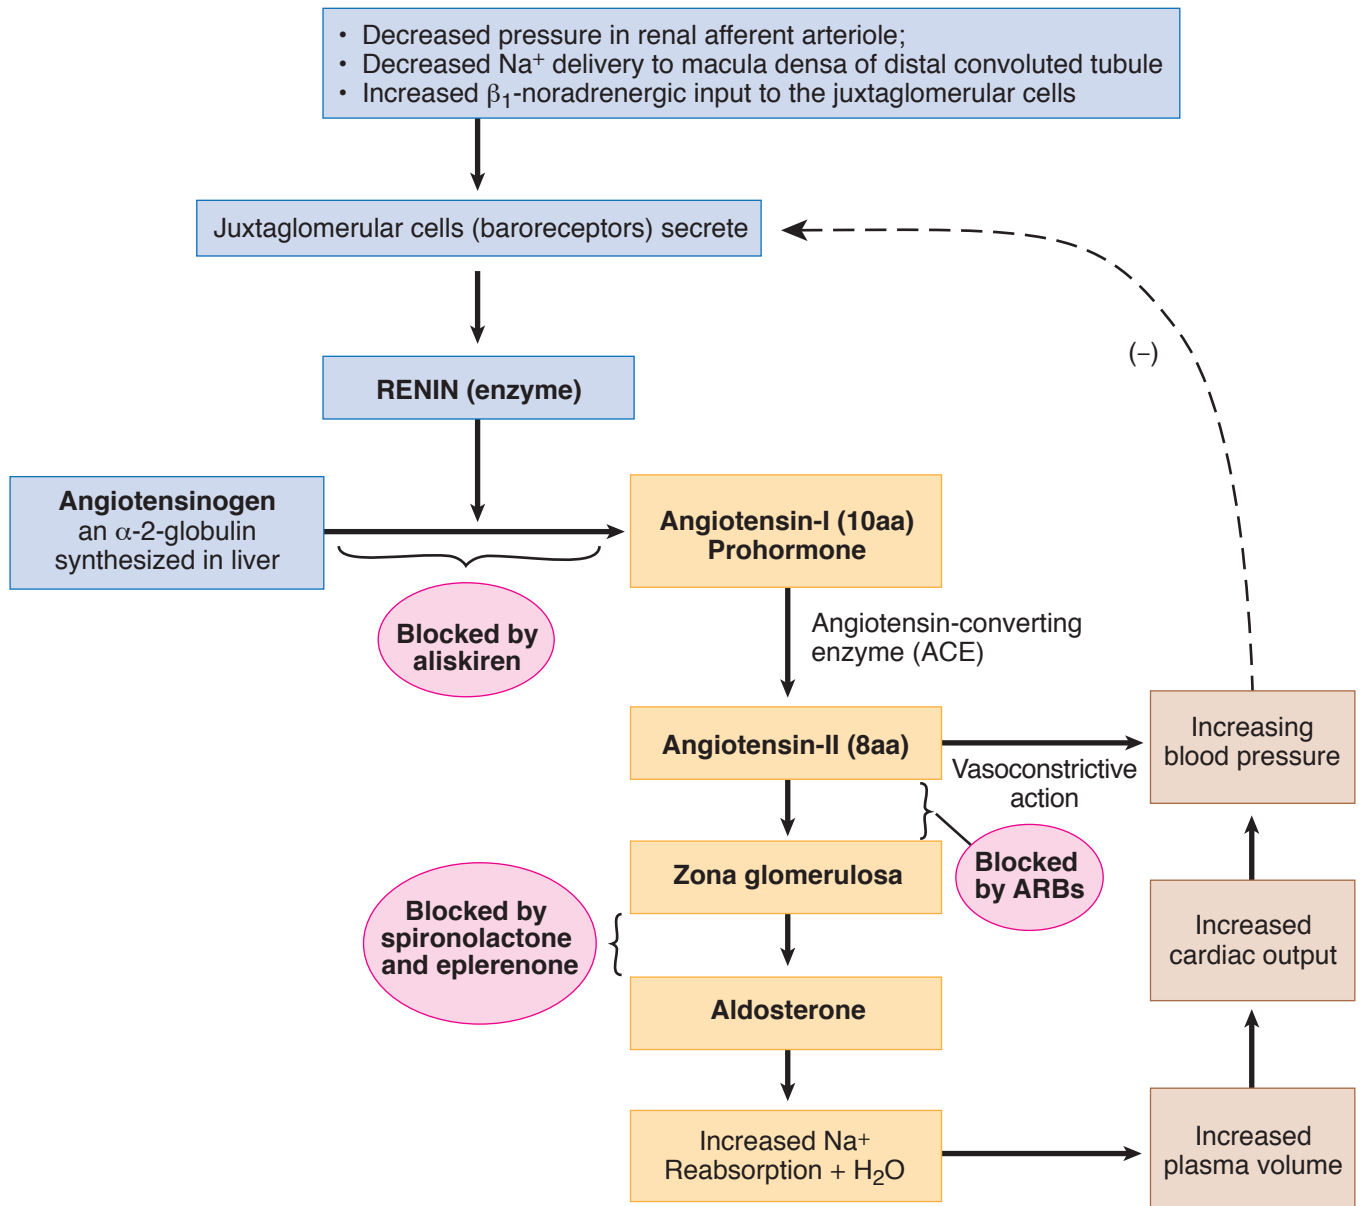 • Decreased pressure in renal afferent arteriole;
• Decreased Na⁺ delivery to macula densa of distal convoluted tubule
• Increased β₁-noradrenergic input to the juxtaglomerular cells
Juxtaglomerular cells (baroreceptors) secrete
(–)
RENIN (enzyme)
Angiotensinogen
an α-2-globulin
synthesized in liver
Angiotensin-I (10aa)
Prohormone
Blocked by
aliskiren
Angiotensin-converting
enzyme (ACE)
Angiotensin-II (8aa)
Vasoconstrictive
action
Increasing
blood pressure
Zona glomerulosa
Blocked
by ARBs
Blocked by
spironolactone
and eplerenone
Increased
cardiac output
Aldosterone
Increased Na⁺
Reabsorption + H₂O
Increased
plasma volume